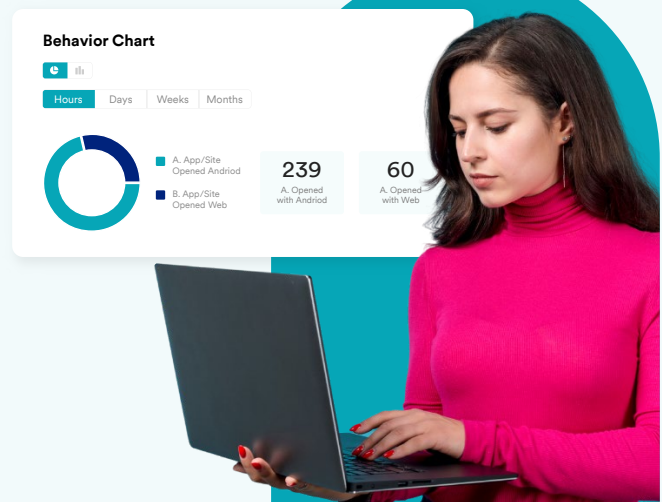 Behavior Chart
Hours
Days
Weeks
Months
A. App/Site
Opened Andriod
B. App/Site
Opened Web
239
A. Opened
with Andriod
60
A. Opened
with Web